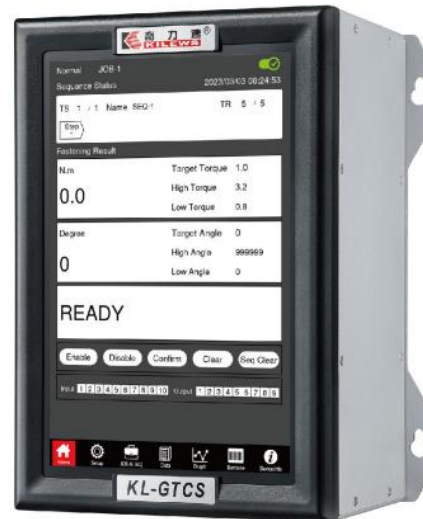 奇力速 ®
KILEWS
Normal JOB-1
Sequence Status 2023/03/03 08:24:53
TS 1 / 1 Name SEQ-1 TR 5 / 5
Step
Fastening Result
N.m Target Torque 1.0
0.0 High Torque 3.2
Low Torque 0.8
Degree Target Angle 0
0 High Angle 999999
Low Angle 0
READY
Enable Disable Confirm Clear Seq Clear
Input 1 2 3 4 5 6 7 8 9 10 Output 1 2 3 4 5 6 7 8 9
Home Setup Data Graph Barcode Device Info
KL-GTCS